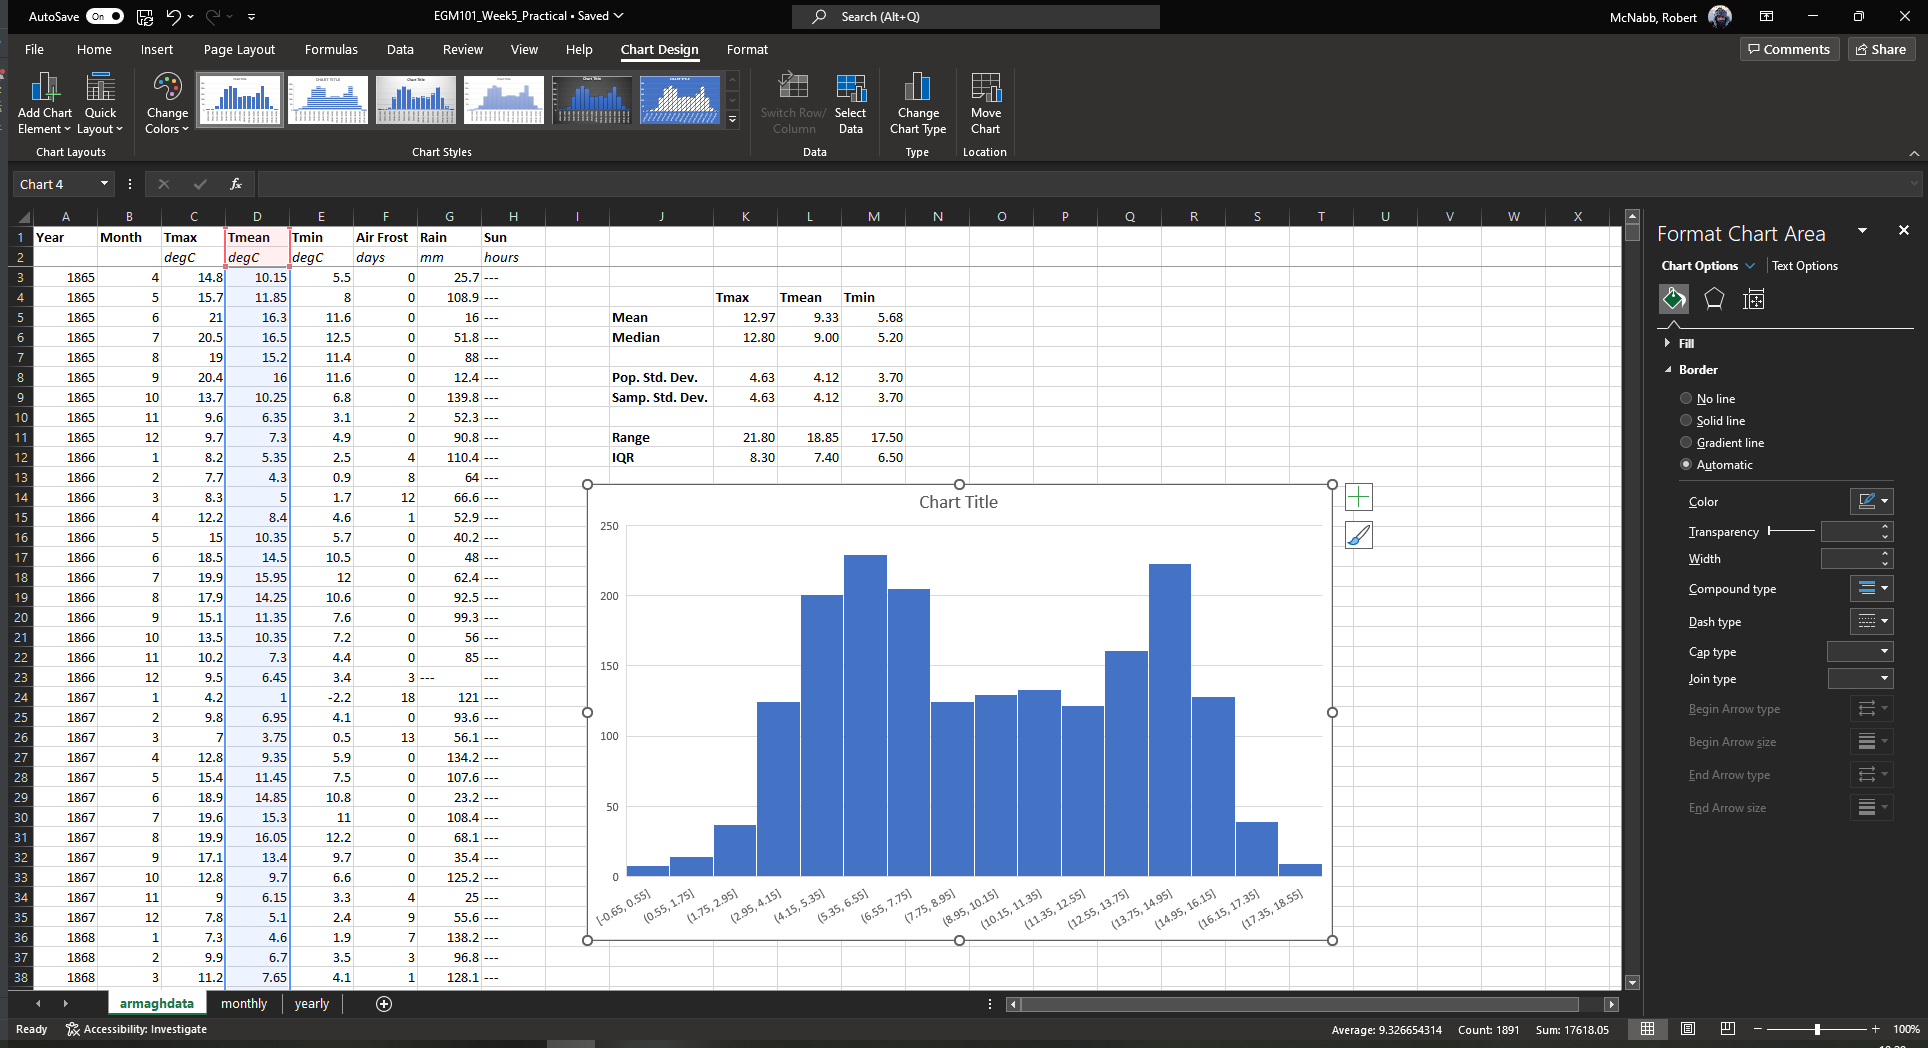 AutoSave On EGM101_Week5_Practical • Saved Search (Alt+Q) McNabb, Robert
File Home Insert Page Layout Formulas Data Review View Help Chart Design Format Comments Share
Add Chart Element Quick Layout Change Colors Switch Row/Column Select Data Change Chart Type Move Chart
Chart Layouts Chart Styles Data Type Location
Chart 4 fx
A B C D E F G H I J K L M N O P Q R S T U V W X
1 Year Month Tmax Tmean Tmin Air Frost Rain Sun
2 degC degC degC days mm hours
3 1865 4 14.8 10.15 5.5 0 25.7 ---
4 1865 5 15.7 11.85 8 0 108.9 --- Tmax Tmean Tmin
5 1865 6 21 16.3 11.6 0 16 --- Mean 12.97 9.33 5.68
6 1865 7 20.5 16.5 12.5 0 51.8 --- Median 12.80 9.00 5.20
7 1865 8 19 15.2 11.4 0 88 ---
8 1865 9 20.4 16 11.6 0 12.4 --- Pop. Std. Dev. 4.63 4.12 3.70
9 1865 10 13.7 10.25 6.8 0 139.8 --- Samp. Std. Dev. 4.63 4.12 3.70
10 1865 11 9.6 6.35 3.1 2 52.3 ---
11 1865 12 9.7 7.3 4.9 0 90.8 --- Range 21.80 18.85 17.50
12 1866 1 8.2 5.35 2.5 4 110.4 --- IQR 8.30 7.40 6.50
13 1866 2 7.7 4.3 0.9 8 64 ---
14 1866 3 8.3 5 1.7 12 66.6 ---
15 1866 4 12.2 8.4 4.6 1 52.9 ---
16 1866 5 15 10.35 5.7 0 40.2 ---
17 1866 6 18.5 14.5 10.5 0 48 ---
18 1866 7 19.9 15.95 12 0 62.4 ---
19 1866 8 17.9 14.25 10.6 0 92.5 ---
20 1866 9 15.1 11.35 7.6 0 99.3 ---
21 1866 10 13.5 10.35 7.2 0 56 ---
22 1866 11 10.2 7.3 4.4 0 85 ---
23 1866 12 9.5 6.45 3.4 3 --- ---
24 1867 1 4.2 1 -2.2 18 121 ---
25 1867 2 9.8 6.95 4.1 0 93.6 ---
26 1867 3 7 3.75 0.5 13 56.1 ---
27 1867 4 12.8 9.35 5.9 0 134.2 ---
28 1867 5 15.4 11.45 7.5 0 107.6 ---
29 1867 6 18.9 14.85 10.8 0 23.2 ---
30 1867 7 19.6 15.3 11 0 108.4 ---
31 1867 8 19.9 16.05 12.2 0 68.1 ---
32 1867 9 17.1 13.4 9.7 0 35.4 ---
33 1867 10 12.8 9.7 6.6 0 125.2 ---
34 1867 11 9 6.15 3.3 4 25 ---
35 1867 12 7.8 5.1 2.4 9 55.6 ---
36 1868 1 7.3 4.6 1.9 7 138.2 ---
37 1868 2 9.9 6.7 3.5 3 96.8 ---
38 1868 3 11.2 7.65 4.1 1 128.1 ---
Chart Title
250
200
150
100
50
0
[-0.65, 0.55] (0.55, 1.75] (1.75, 2.95] (2.95, 4.15] (4.15, 5.35] (5.35, 6.55] (6.55, 7.75] (7.75, 8.95] (8.95, 10.15] (10.15, 11.35] (11.35, 12.55] (12.55, 13.75] (13.75, 14.95] (14.95, 16.15] (16.15, 17.35] (17.35, 18.55]
Format Chart Area
Chart Options Text Options
Fill
Border
No line
Solid line
Gradient line
Automatic
Color
Transparency
Width
Compound type
Dash type
Cap type
Join type
Begin Arrow type
Begin Arrow size
End Arrow type
End Arrow size
armaghdata monthly yearly
Ready Accessibility: Investigate Average: 9.326654314 Count: 1891 Sum: 17618.05 100%